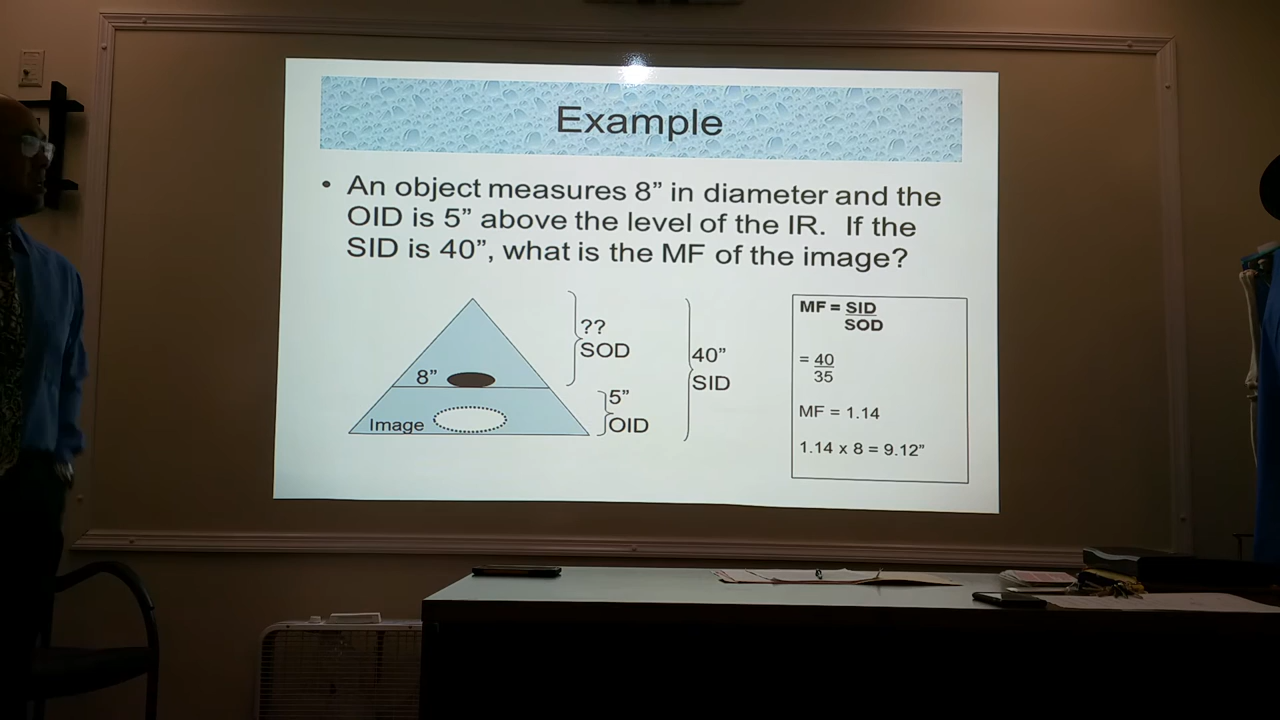 Example
• An object measures 8” in diameter and the
OID is 5” above the level of the IR. If the
SID is 40”, what is the MF of the image?
??
SOD
8”
5”
OID
Image
40”
SID
MF = SID
SOD
= 40
35
MF = 1.14
1.14 x 8 = 9.12”